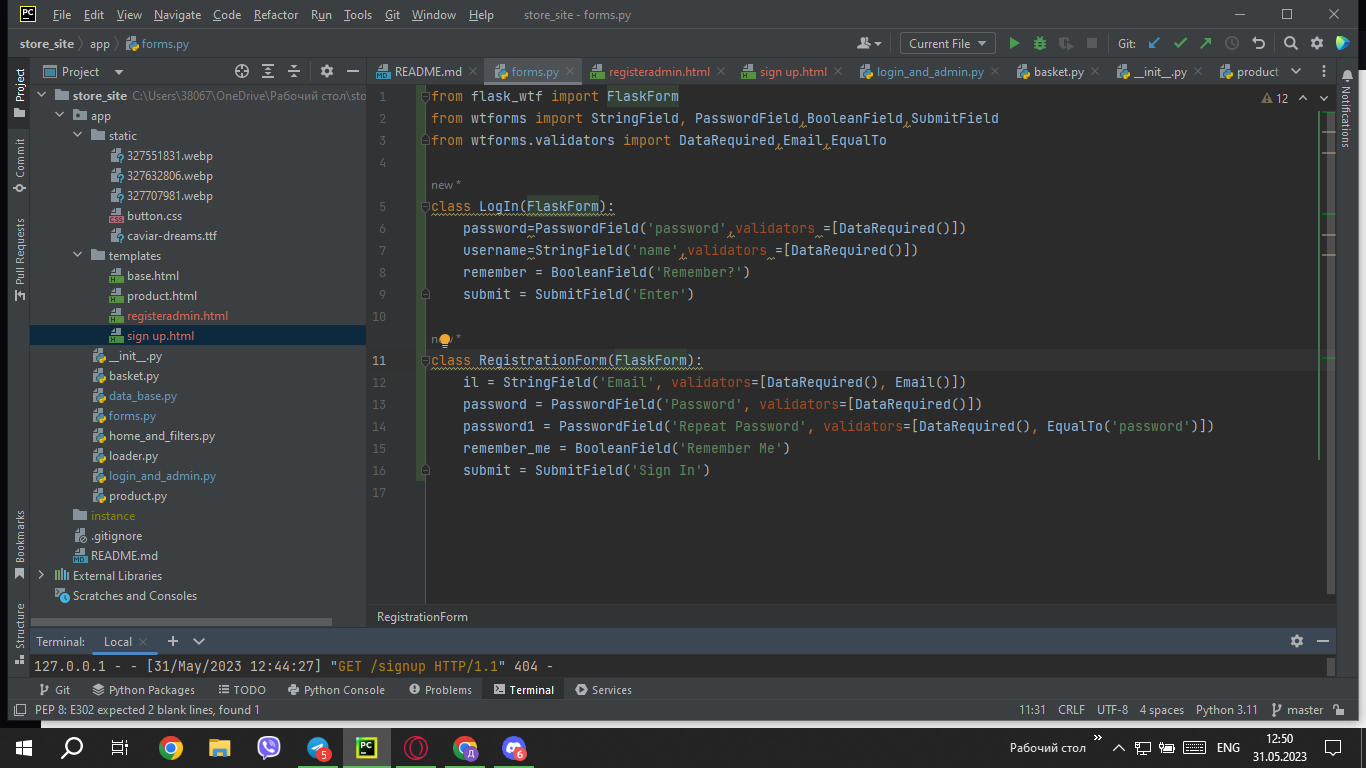 PC File Edit View Navigate Code Refactor Run Tools Git Window Help store_site - forms.py
store_site app forms.py Current File Git:
Project README.md forms.py registeradmin.html sign up.html login_and_admin.py basket.py __init__.py product
store_site C:\Users\38067\OneDrive\Рабочий стол\sto
app
static
327551831.webp
327632806.webp
327707981.webp
button.css
caviar-dreams.ttf
templates
base.html
product.html
registeradmin.html
sign up.html
__init__.py
basket.py
data_base.py
forms.py
home_and_filters.py
loader.py
login_and_admin.py
product.py
instance
.gitignore
README.md
External Libraries
Scratches and Consoles
Project
Commit
Pull Requests
Bookmarks
Structure
12
1 from flask_wtf import FlaskForm
2 from wtforms import StringField, PasswordField,BooleanField,SubmitField
3 from wtforms.validators import DataRequired,Email,EqualTo
4
new *
5 class LogIn(FlaskForm):
6 password=PasswordField('password',validators =[DataRequired()])
7 username=StringField('name',validators =[DataRequired()])
8 remember = BooleanField('Remember?')
9 submit = SubmitField('Enter')
10
11 class RegistrationForm(FlaskForm):
12 il = StringField('Email', validators=[DataRequired(), Email()])
13 password = PasswordField('Password', validators=[DataRequired()])
14 password1 = PasswordField('Repeat Password', validators=[DataRequired(), EqualTo('password')])
15 remember_me = BooleanField('Remember Me')
16 submit = SubmitField('Sign In')
17
Notifications
RegistrationForm
Terminal: Local
127.0.0.1 - - [31/May/2023 12:44:27] "GET /signup HTTP/1.1" 404 -
Git Python Packages TODO Python Console Problems Terminal Services
PEP 8: E302 expected 2 blank lines, found 1 11:31 CRLF UTF-8 4 spaces Python 3.11 master
5 PC Д 6 Рабочий стол ENG 12:50
31.05.2023